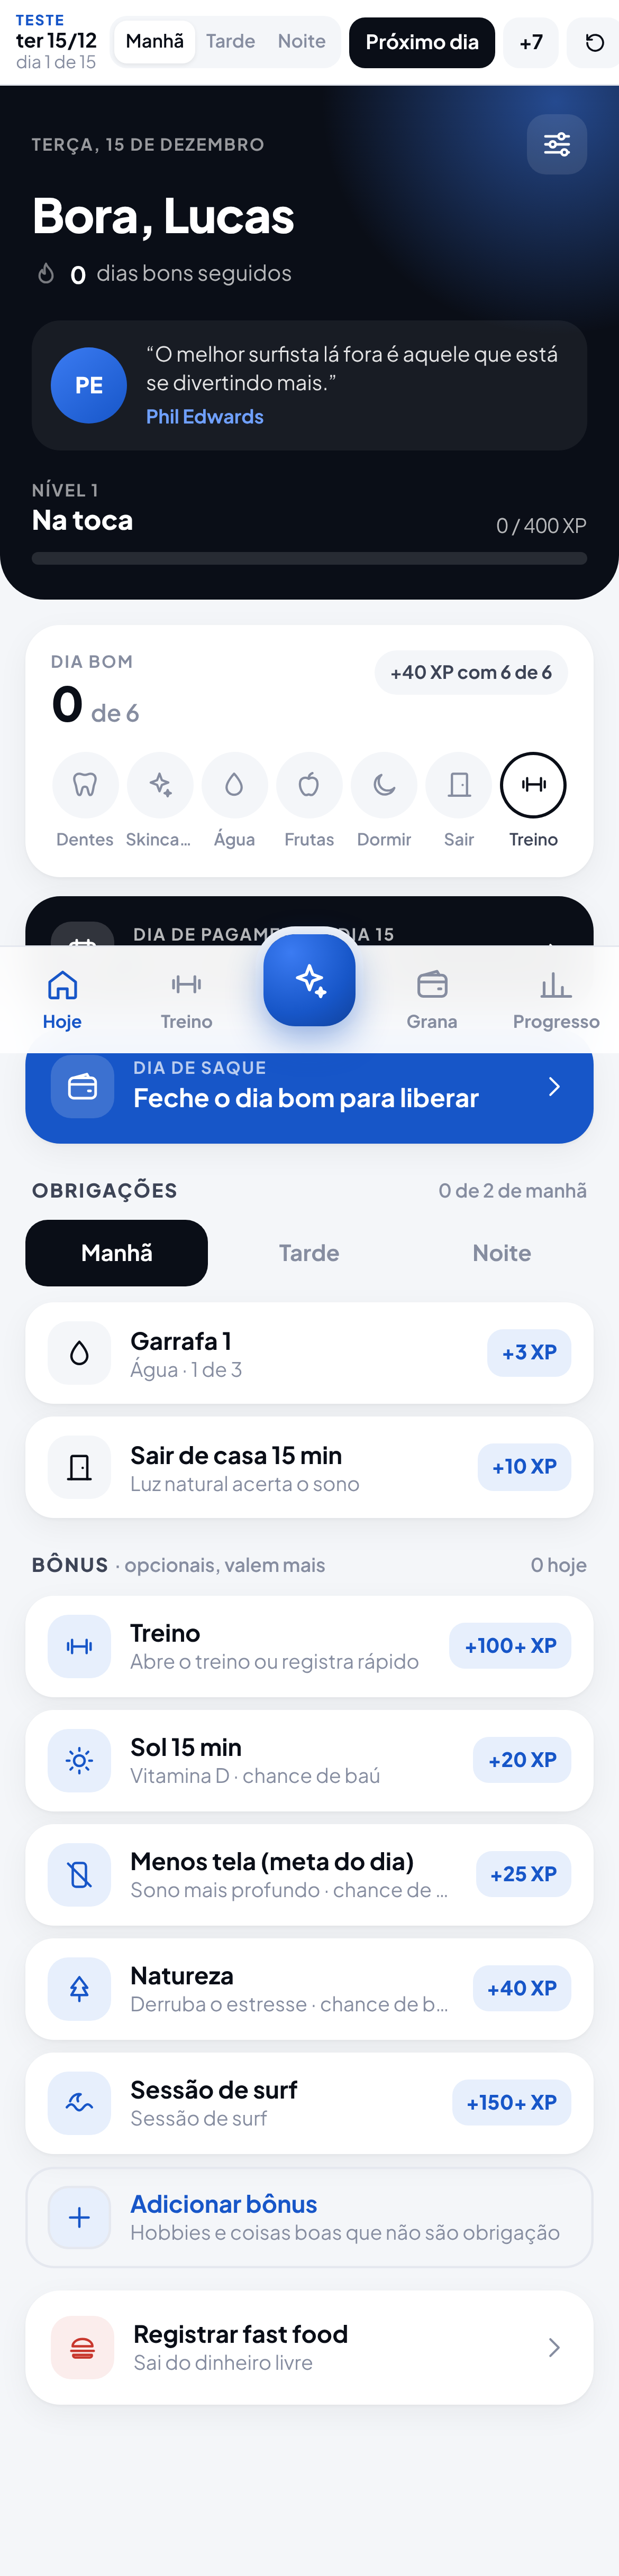 TESTE
ter 15/12
dia 1 de 15
Manhã
Tarde
Noite
Próximo dia
+7
TERÇA, 15 DE DEZEMBRO
Bora, Lucas
0 dias bons seguidos
PE
“O melhor surfista lá fora é aquele que está
se divertindo mais.”
Phil Edwards
NÍVEL 1
Na toca
0 / 400 XP
DIA BOM
0 de 6
+40 XP com 6 de 6
Dentes
Skinca...
Água
Frutas
Dormir
Sair
Treino
DIA DE PAGAME
DIA 15
Hoje
Treino
Grana
Progresso
DIA DE SAQUE
Feche o dia bom para liberar
OBRIGAÇÕES
0 de 2 de manhã
Manhã
Tarde
Noite
Garrafa 1
Água · 1 de 3
+3 XP
Sair de casa 15 min
Luz natural acerta o sono
+10 XP
BÔNUS · opcionais, valem mais
0 hoje
Treino
Abre o treino ou registra rápido
+100+ XP
Sol 15 min
Vitamina D · chance de baú
+20 XP
Menos tela (meta do dia)
Sono mais profundo · chance de ...
+25 XP
Natureza
Derruba o estresse · chance de b...
+40 XP
Sessão de surf
Sessão de surf
+150+ XP
Adicionar bônus
Hobbies e coisas boas que não são obrigação
Registrar fast food
Sai do dinheiro livre